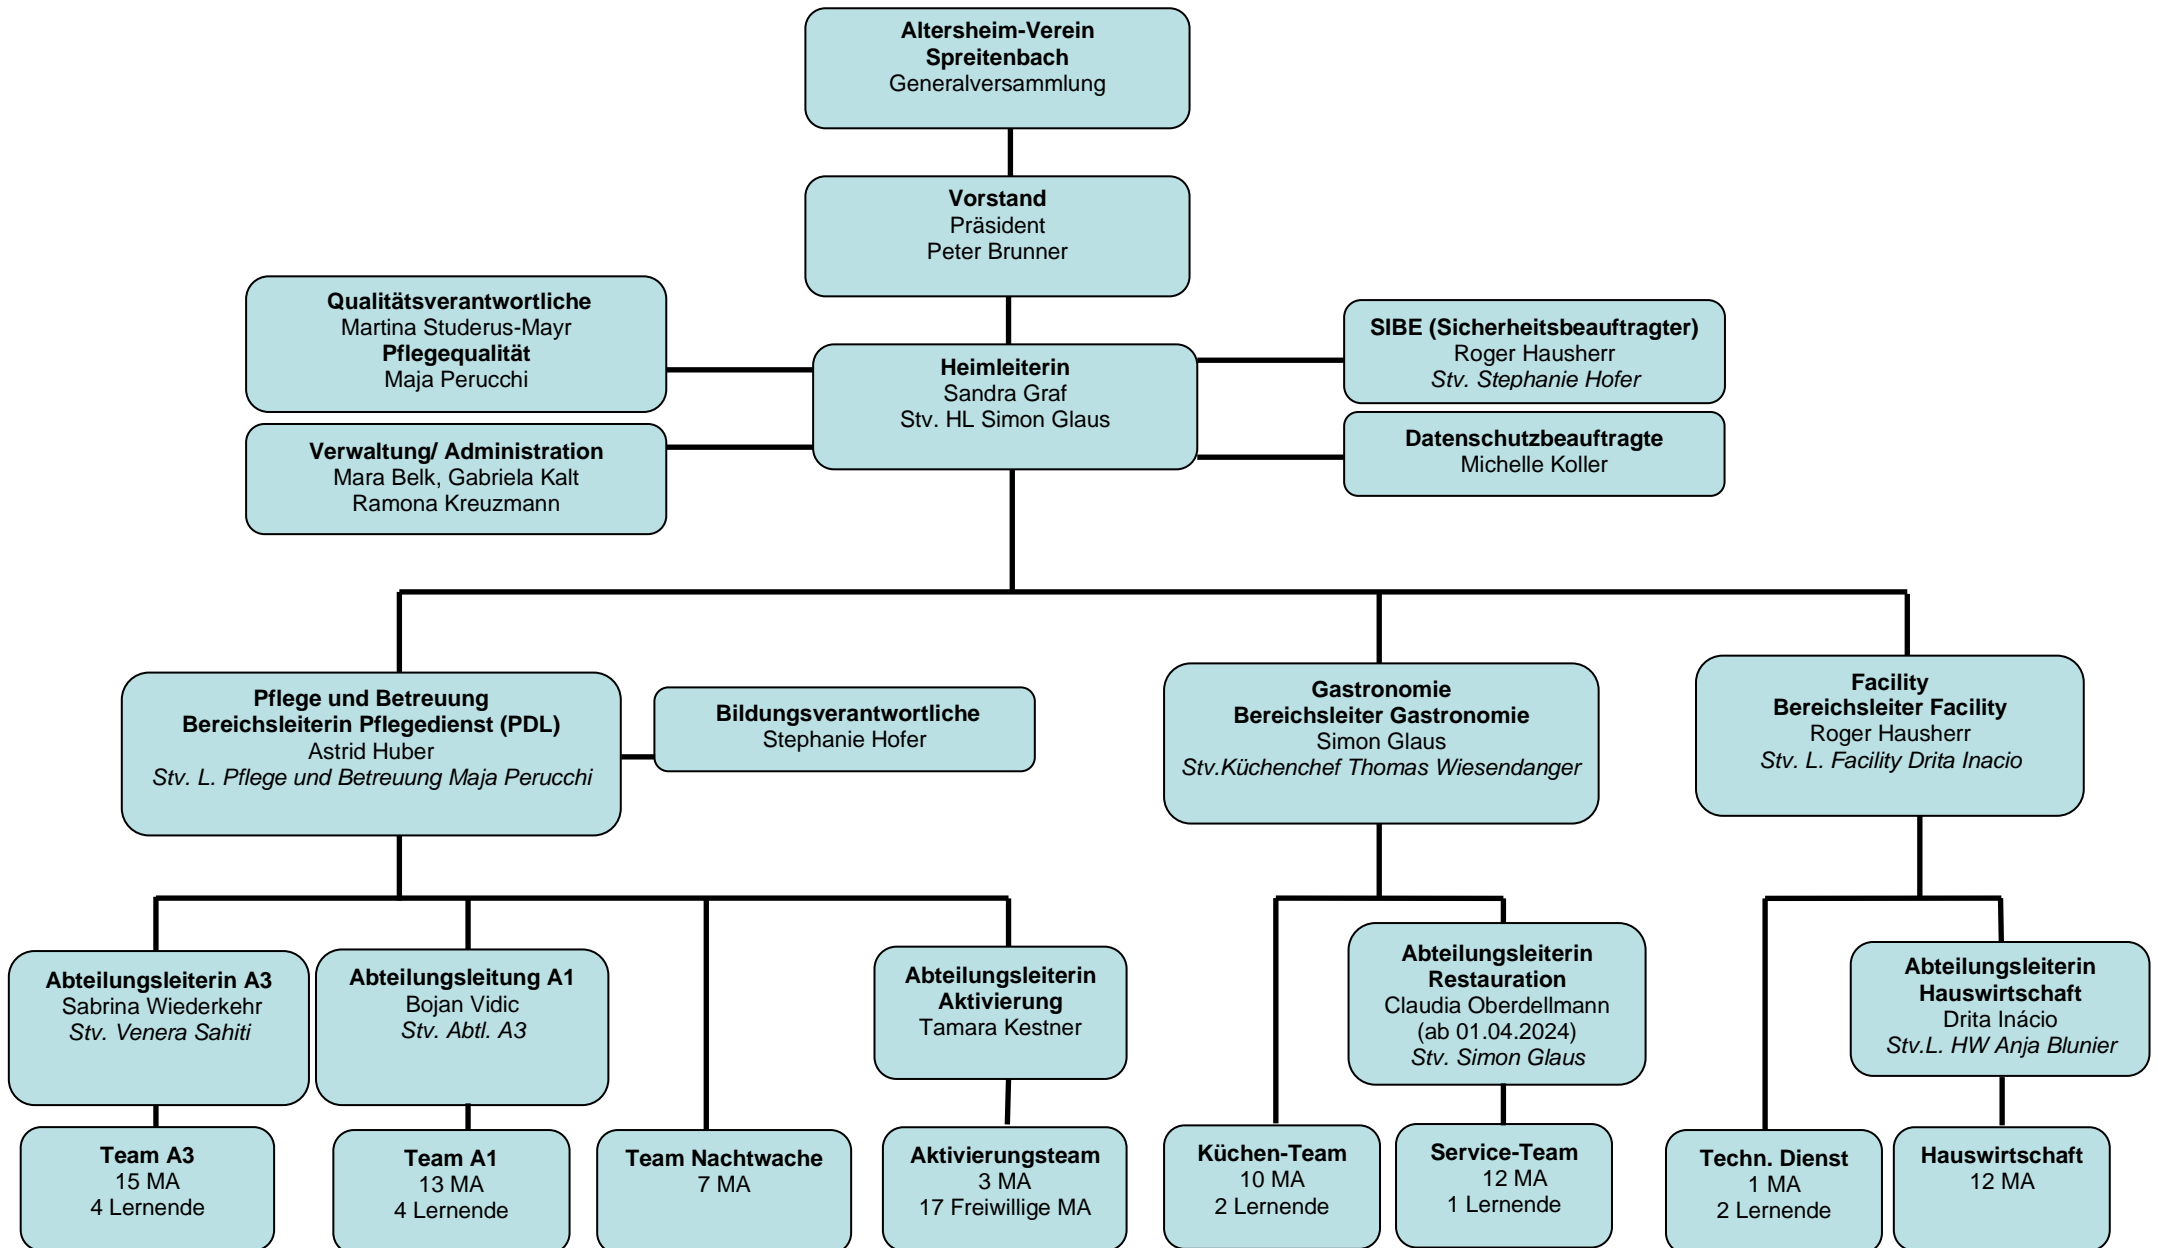 Altersheim-Verein
Spreitenbach
Generalversammlung
Vorstand
Präsident
Peter Brunner
Qualitätsverantwortliche
Martina Studerus-Mayr
Pflegequalität
Maja Perucchi
Heimleiterin
Sandra Graf
Stv. HL Simon Glaus
SIBE (Sicherheitsbeauftragter)
Roger Hausherr
Stv. Stephanie Hofer
Verwaltung/ Administration
Mara Belk, Gabriela Kalt
Ramona Kreuzmann
Datenschutzbeauftragte
Michelle Koller
Pflege und Betreuung
Bereichsleiterin Pflegedienst (PDL)
Astrid Huber
Stv. L. Pflege und Betreuung Maja Perucchi
Bildungsverantwortliche
Stephanie Hofer
Gastronomie
Bereichsleiter Gastronomie
Simon Glaus
Stv.Küchenchef Thomas Wiesendanger
Facility
Bereichsleiter Facility
Roger Hausherr
Stv. L. Facility Drita Inacio
Abteilungsleiterin A3
Sabrina Wiederkehr
Stv. Venera Sahiti
Abteilungsleitung A1
Bojan Vidic
Stv. Abtl. A3
Abteilungsleiterin
Aktivierung
Tamara Kestner
Abteilungsleiterin
Restauration
Claudia Oberdellmann
(ab 01.04.2024)
Stv. Simon Glaus
Abteilungsleiterin
Hauswirtschaft
Drita Inácio
Stv.L. HW Anja Blunier
Team A3
15 MA
4 Lernende
Team A1
13 MA
4 Lernende
Team Nachtwache
7 MA
Aktivierungsteam
3 MA
17 Freiwillige MA
Küchen-Team
10 MA
2 Lernende
Service-Team
12 MA
1 Lernende
Techn. Dienst
1 MA
2 Lernende
Hauswirtschaft
12 MA